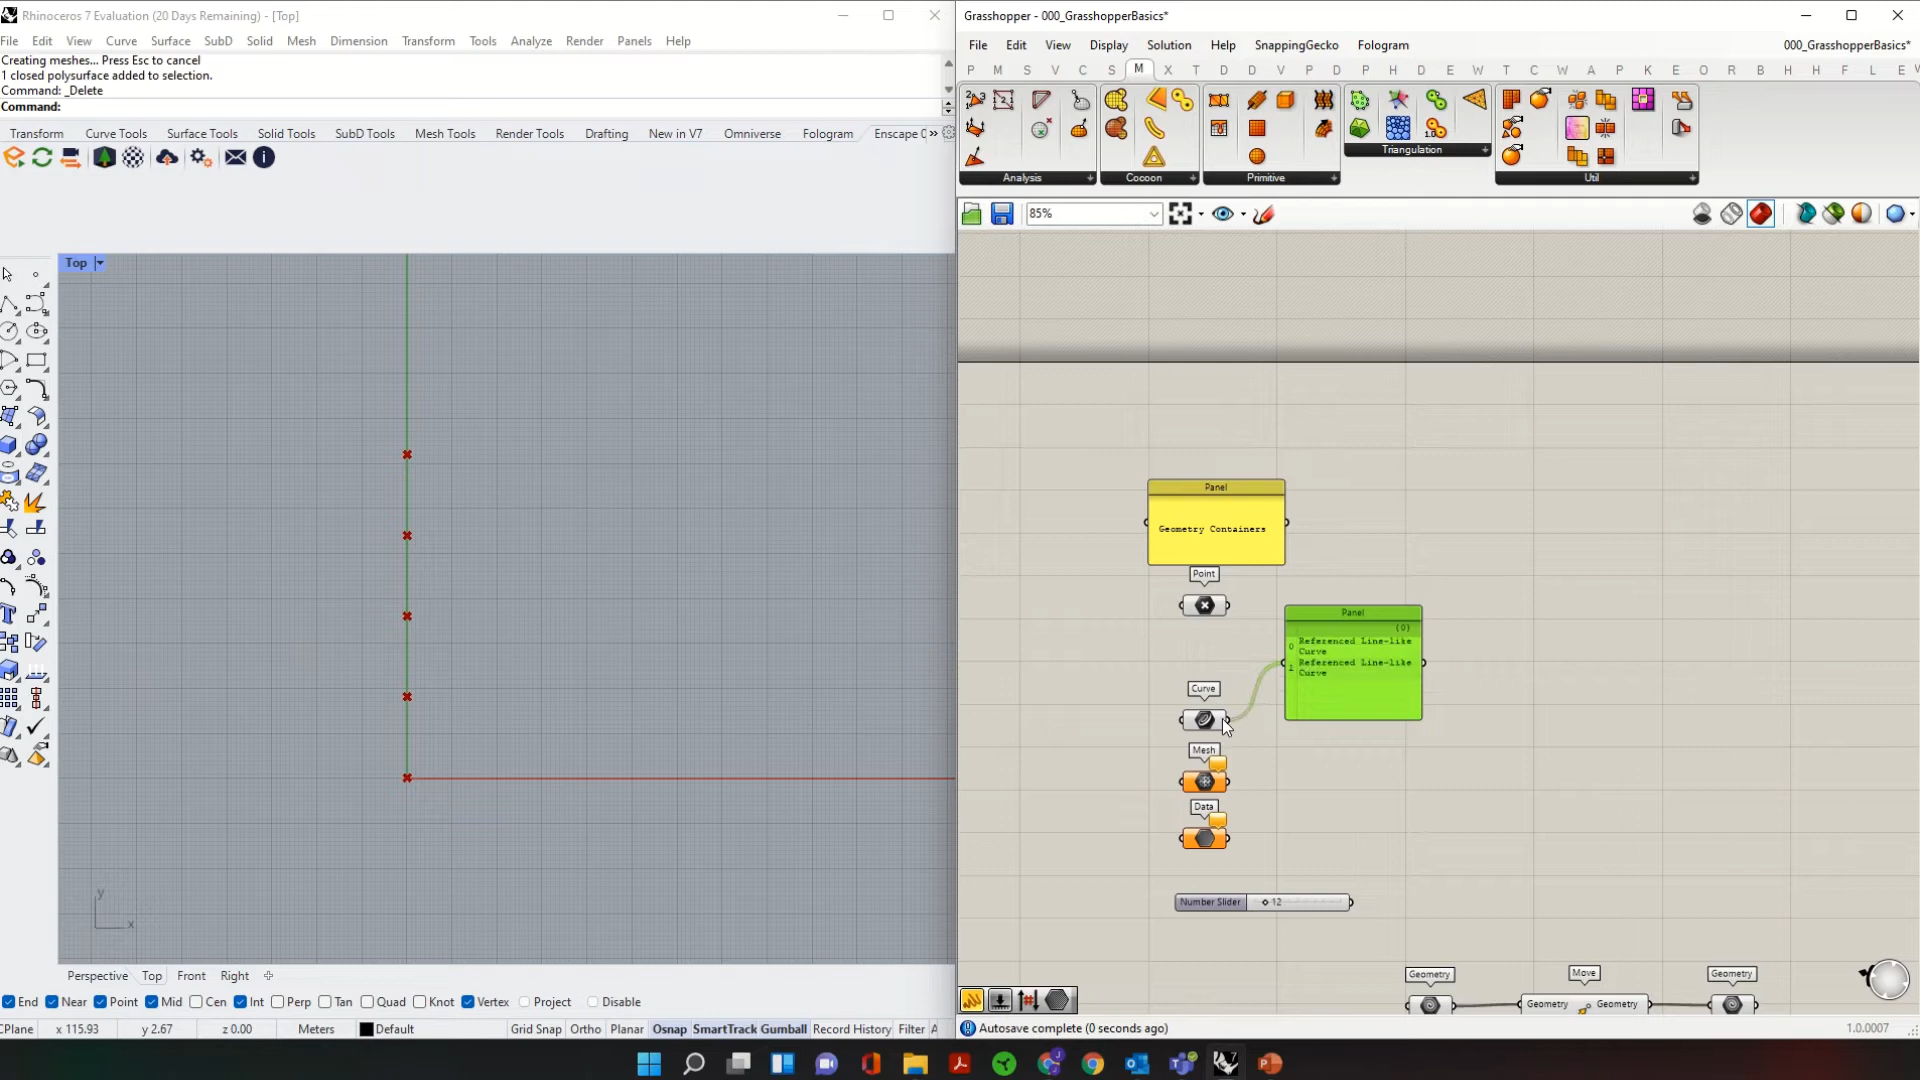 Rhinoceros 7 Evaluation (20 Days Remaining) - [Top]
File Edit View Curve Surface SubD Solid Mesh Dimension Transform Tools Analyze Render Panels Help
Creating meshes... Press Esc to cancel
1 closed polysurface added to selection.
Command: _Delete
Command:
Transform Curve Tools Surface Tools Solid Tools SubD Tools Mesh Tools Render Tools Drafting New in V7 Omniverse Fologram Enscape
Top
y
x
Perspective Top Front Right
End Near Point Mid Cen Int Perp Tan Quad Knot Vertex Project Disable
CPlane x 115.93 y 2.67 z 0.00 Meters Default Grid Snap Ortho Planar Osnap SmartTrack Gumball Record History Filter A
Grasshopper - 000_GrasshopperBasics*
File Edit View Display Solution Help SnappingGecko Fologram 000_GrasshopperBasics*
P M S V C S M X T D D V P D P H D E W T C W A P K R B H H F L E
Analysis Cocoon Primitive Triangulation Util
85%
Panel
Geometry Containers
Point
Panel
{0}
0 Referenced Line-like
Curve
1 Referenced Line-like
Curve
Curve
Mesh
Data
Number Slider 12
Geometry Move Geometry
Geometry Geometry
Autosave complete (0 seconds ago) 1.0.0007